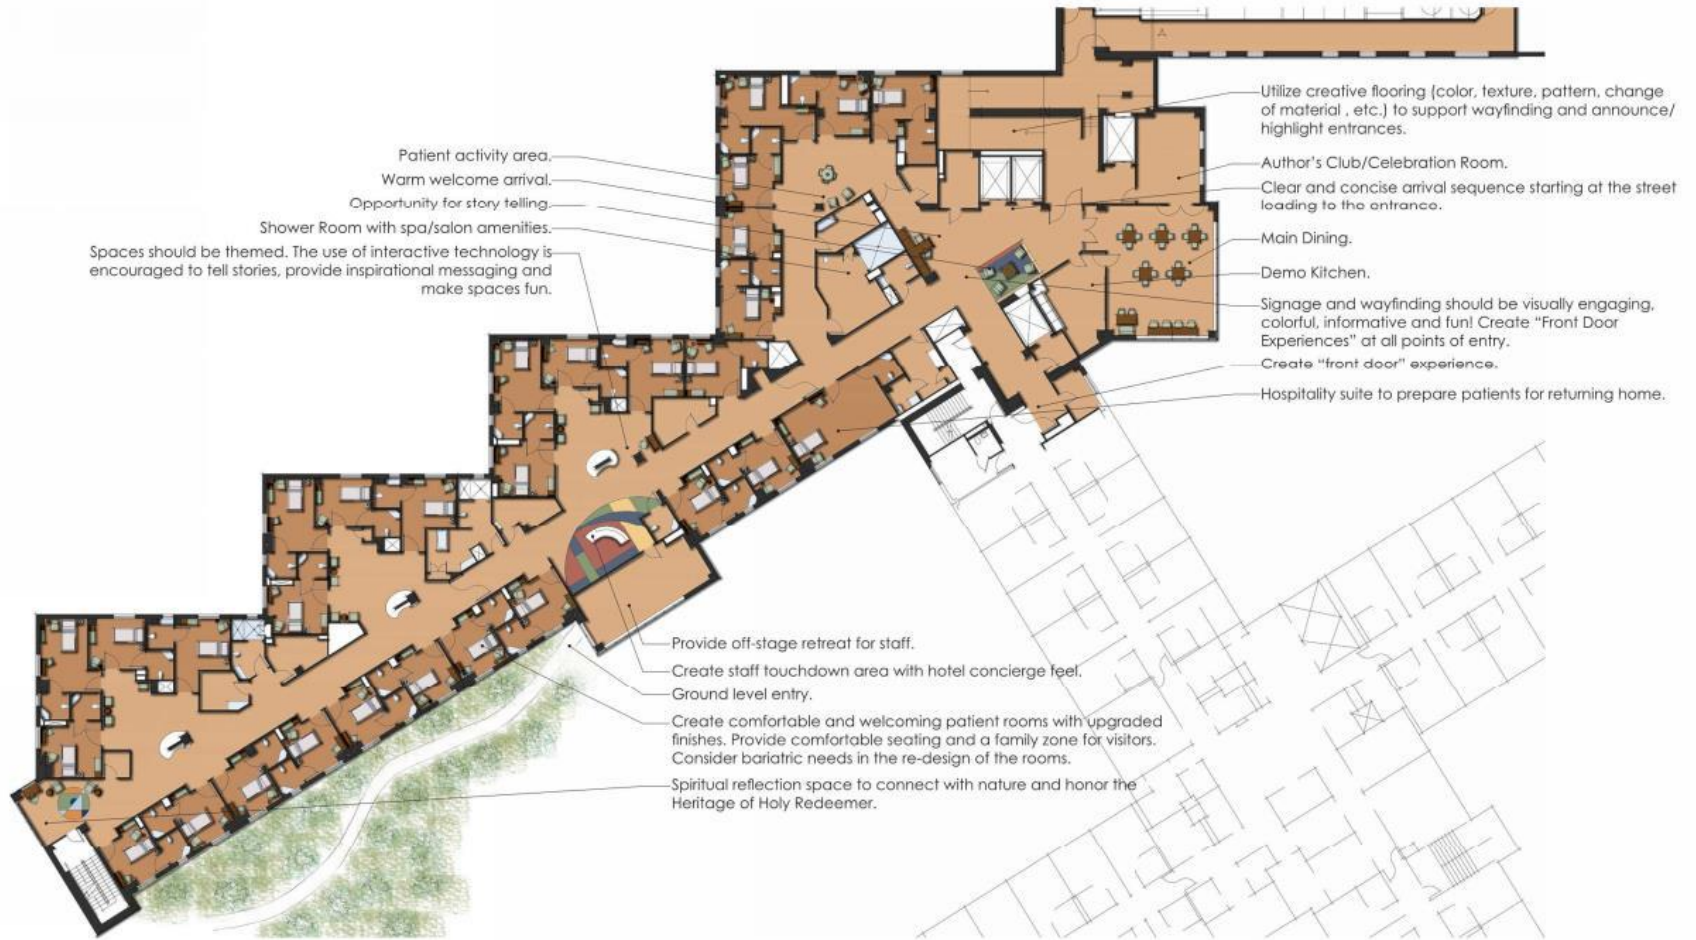 Patient activity area.
Warm welcome arrival.
Opportunity for story telling.
Shower Room with spa/salon amenities.
Spaces should be themed. The use of interactive technology is
encouraged to tell stories, provide inspirational messaging and
make spaces fun.
Utilize creative flooring (color, texture, pattern, change
of material , etc.) to support wayfinding and announce/
highlight entrances.
Author's Club/Celebration Room.
Clear and concise arrival sequence starting at the street
leading to the entrance.
Main Dining.
Demo Kitchen.
Signage and wayfinding should be visually engaging,
colorful, informative and fun! Create "Front Door
Experiences" at all points of entry.
Create "front door" experience.
Hospitality suite to prepare patients for returning home.
Provide off-stage retreat for staff.
Create staff touchdown area with hotel concierge feel.
Ground level entry.
Create comfortable and welcoming patient rooms with upgraded
finishes. Provide comfortable seating and a family zone for visitors.
Consider bariatric needs in the re-design of the rooms.
Spiritual reflection space to connect with nature and honor the
Heritage of Holy Redeemer.